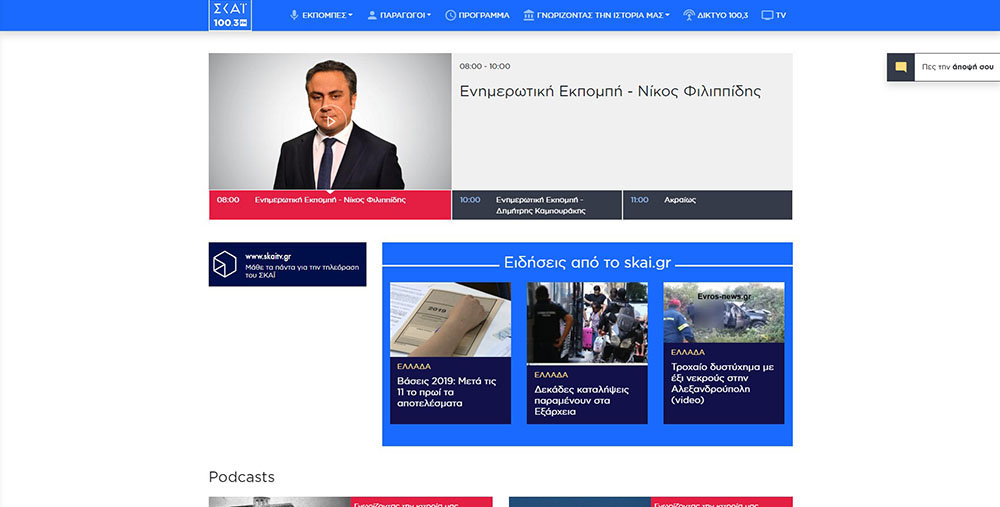 ΣΚΑΪ
100.3 FM
ΕΚΠΟΜΠΕΣ
ΠΑΡΑΓΩΓΟΙ
ΠΡΟΓΡΑΜΜΑ
ΓΝΩΡΙΖΟΝΤΑΣ ΤΗΝ ΙΣΤΟΡΙΑ ΜΑΣ
ΔΙΚΤΥΟ 100,3
TV
08:00 - 10:00
Ενημερωτική Εκπομπή - Νίκος Φιλιππίδης
Πες την άποψή σου
08:00 Ενημερωτική Εκπομπή - Νίκος Φιλιππίδης
10:00 Ενημερωτική Εκπομπή -
Δημήτρης Καμπουράκης
11:00 Ακραίως
www.skaitv.gr
Μάθε τα πάντα για την τηλεόραση
του ΣΚΑΪ
Ειδήσεις από το skai.gr
2019
ΕΛΛΑΔΑ
Βάσεις 2019: Μετά τις
11 το πρωί τα
αποτελέσματα
ΕΛΛΑΔΑ
Δεκάδες καταλήψεις
παραμένουν στα
Εξάρχεια
Evros-news.gr
ΕΛΛΑΔΑ
Τροχαίο δυστύχημα με
έξι νεκρούς στην
Αλεξανδρούπολη
(video)
Podcasts
Γνωρίζοντας την ιστορία μας
Γνωρίζοντας την ιστορία μας